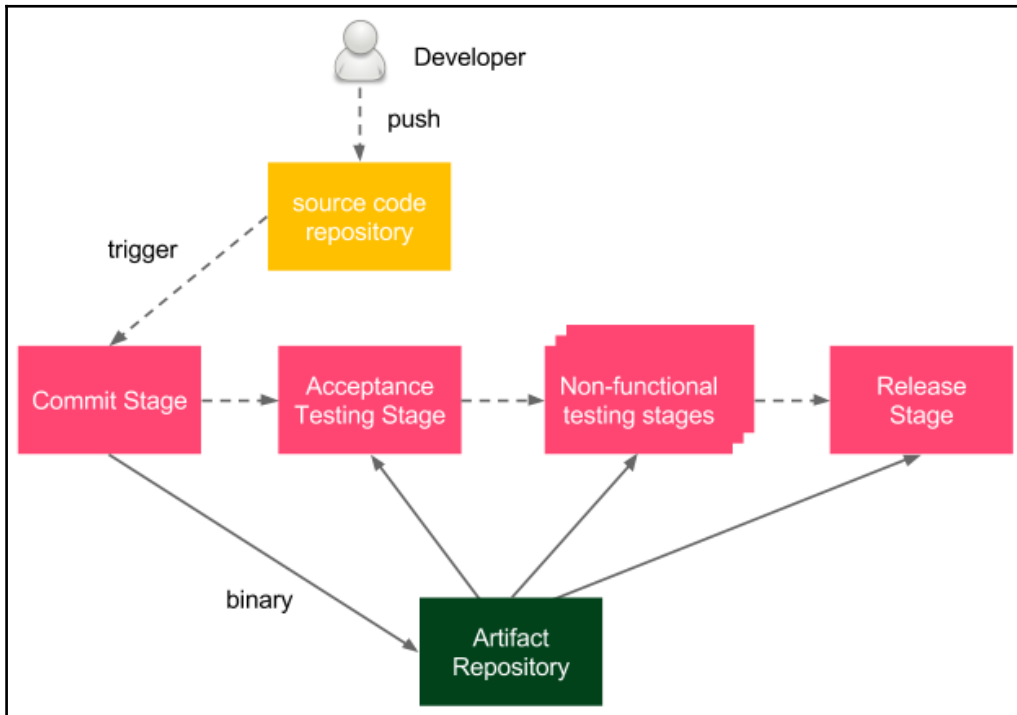 Developer
push
source code
repository
trigger
Commit Stage
Acceptance
Testing Stage
Non-functional
testing stages
Release
Stage
binary
Artifact
Repository